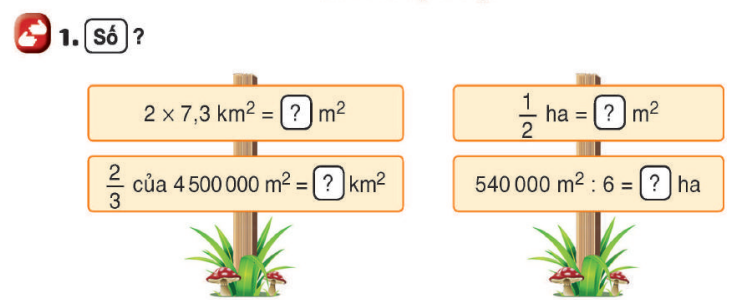 1. Số ?
2 × 7,3 km² = ? m²
2/3 của 4 500 000 m² = ? km²
1/2 ha = ? m²
540 000 m² : 6 = ? ha